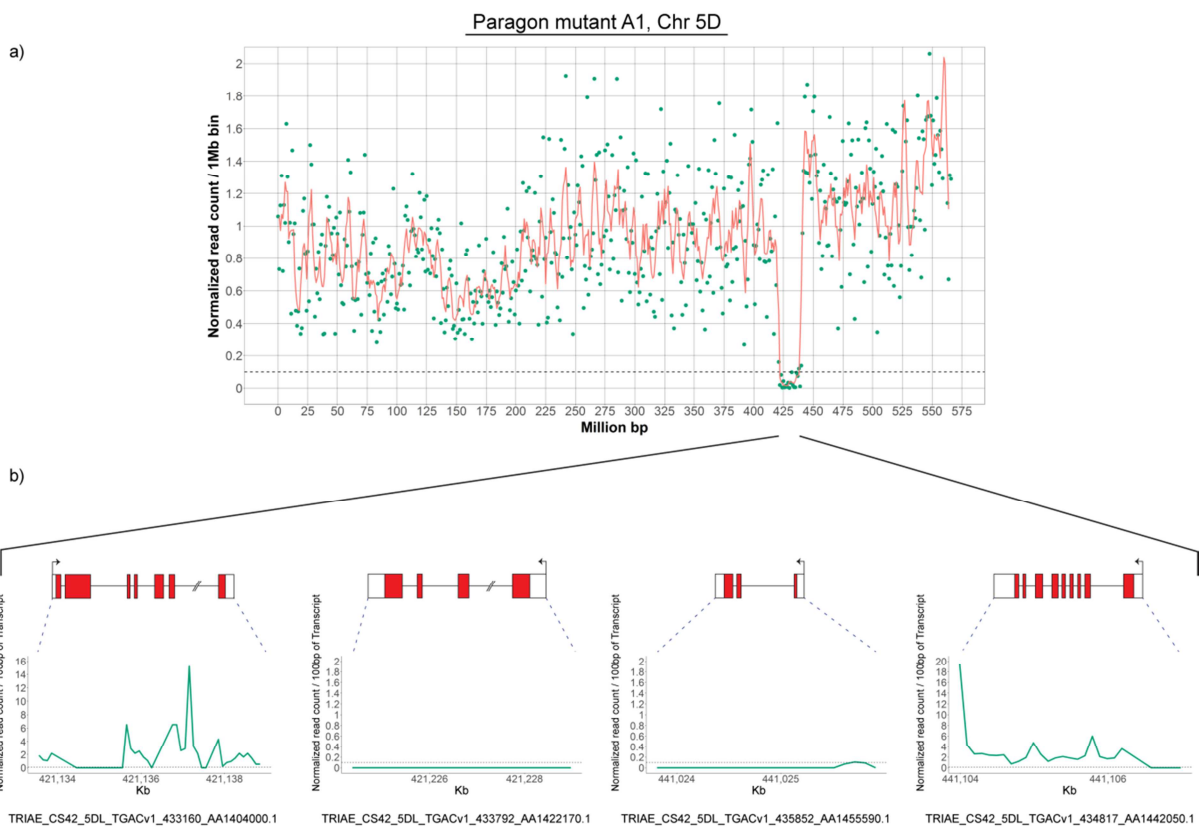 Paragon mutant A1, Chr 5D
a)
Normalized read count / 1Mb bin
2
1.8
1.6
1.4
1.2
1
0.8
0.6
0.4
0.2
0
0 25 50 75 100 125 150 175 200 225 250 275 300 325 350 375 400 425 450 475 500 525 550 575
Million bp
b)
Normalized read count / 100bp of Transcript
16
14
12
10
8
6
4
2
0
421,134 421,136 421,138
Kb
TRIAE_CS42_5DL_TGACv1_433160_AA1404000.1
Normalized read count / 100bp of Transcript
2
1.8
1.6
1.4
1.2
1
0.8
0.6
0.4
0.2
0
421,226 421,228
Kb
TRIAE_CS42_5DL_TGACv1_433792_AA1422170.1
Normalized read count / 100bp of Transcript
2
1.8
1.6
1.4
1.2
1
0.8
0.6
0.4
0.2
0
441,024 441,025
Kb
TRIAE_CS42_5DL_TGACv1_435852_AA1455590.1
Normalized read count / 100bp of Transcript
20
18
16
14
12
10
8
6
4
2
0
441,104 441,106
Kb
TRIAE_CS42_5DL_TGACv1_434817_AA1442050.1